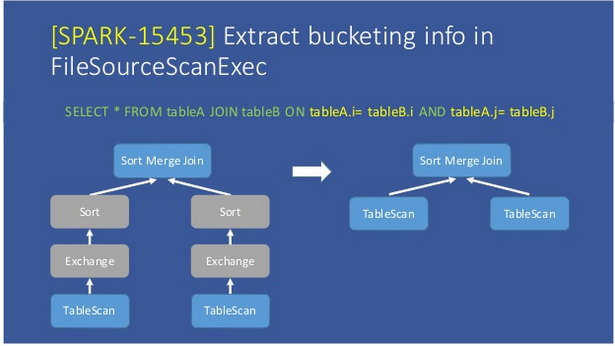 [SPARK-15453] Extract bucketing info in
FileSourceScanExec
SELECT * FROM tableA JOIN tableB ON tableA.i= tableB.i AND tableA.j= tableB.j
Sort Merge Join
Sort Merge Join
Sort
Sort
TableScan
TableScan
Exchange
Exchange
TableScan
TableScan